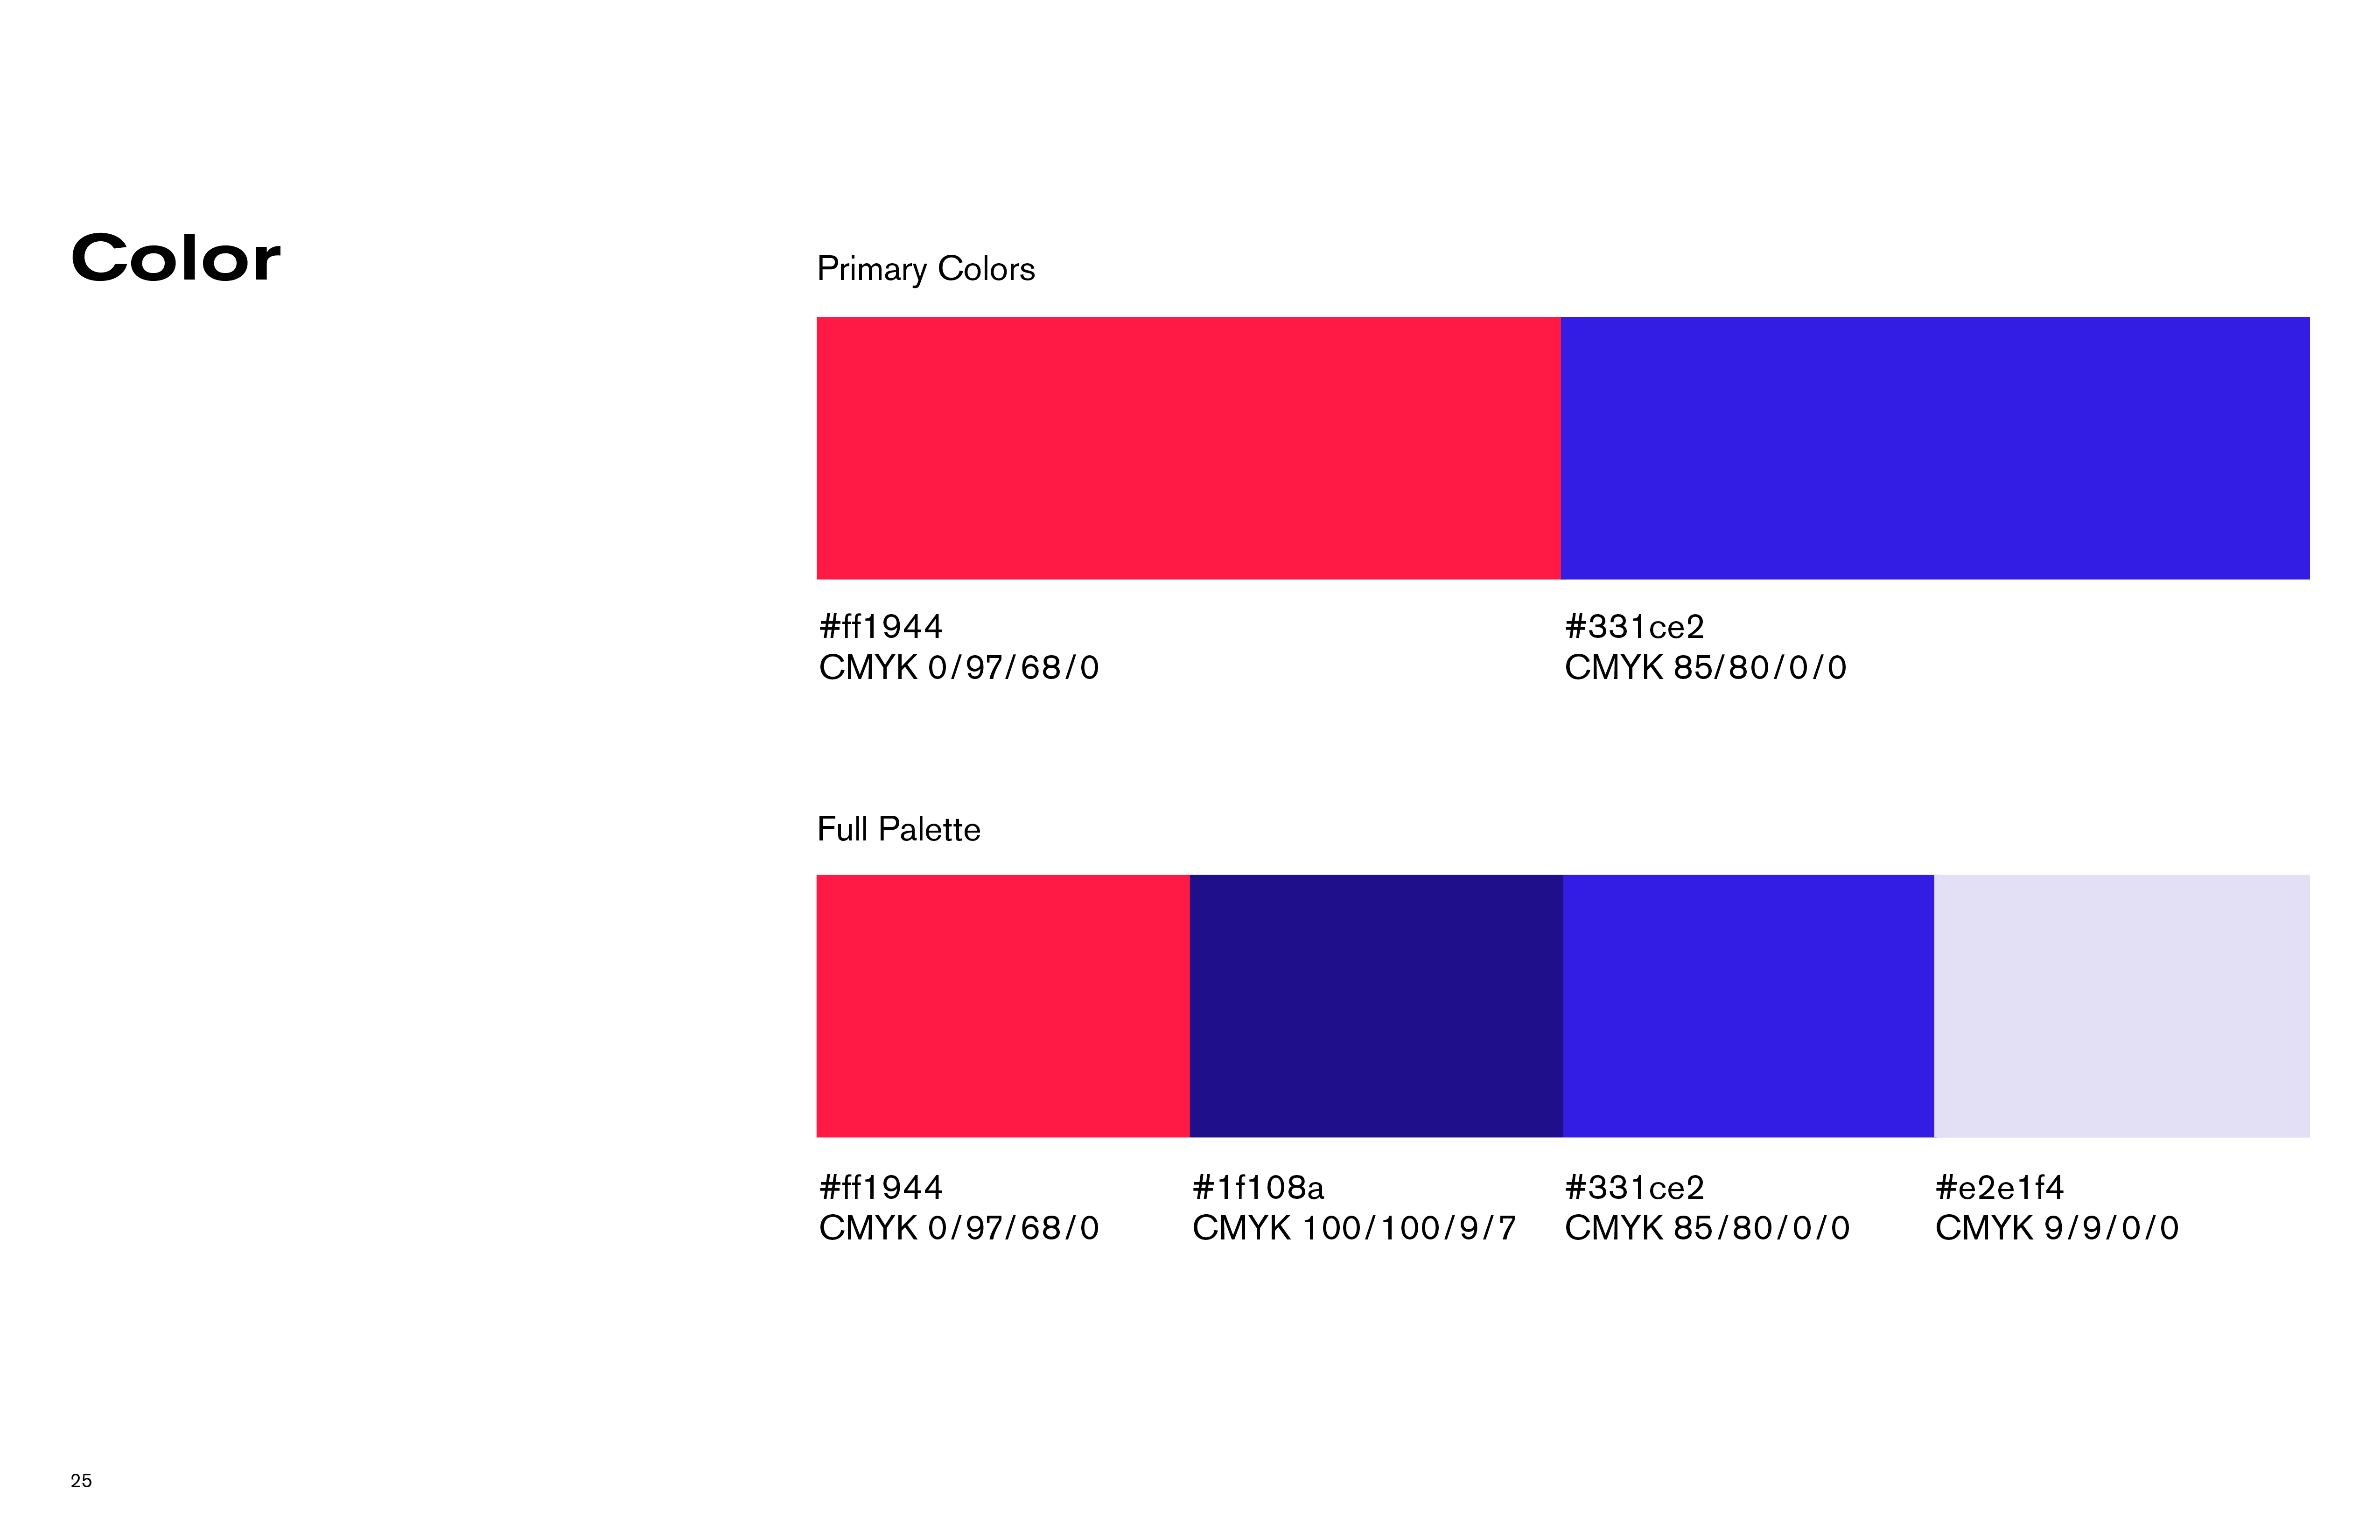 Color
Primary Colors
#ff1944
CMYK 0/97/68/0
#331ce2
CMYK 85/80/0/0
Full Palette
#ff1944
CMYK 0/97/68/0
#1f108a
CMYK 100/100/9/7
#331ce2
CMYK 85/80/0/0
#e2e1f4
CMYK 9/9/0/0
25